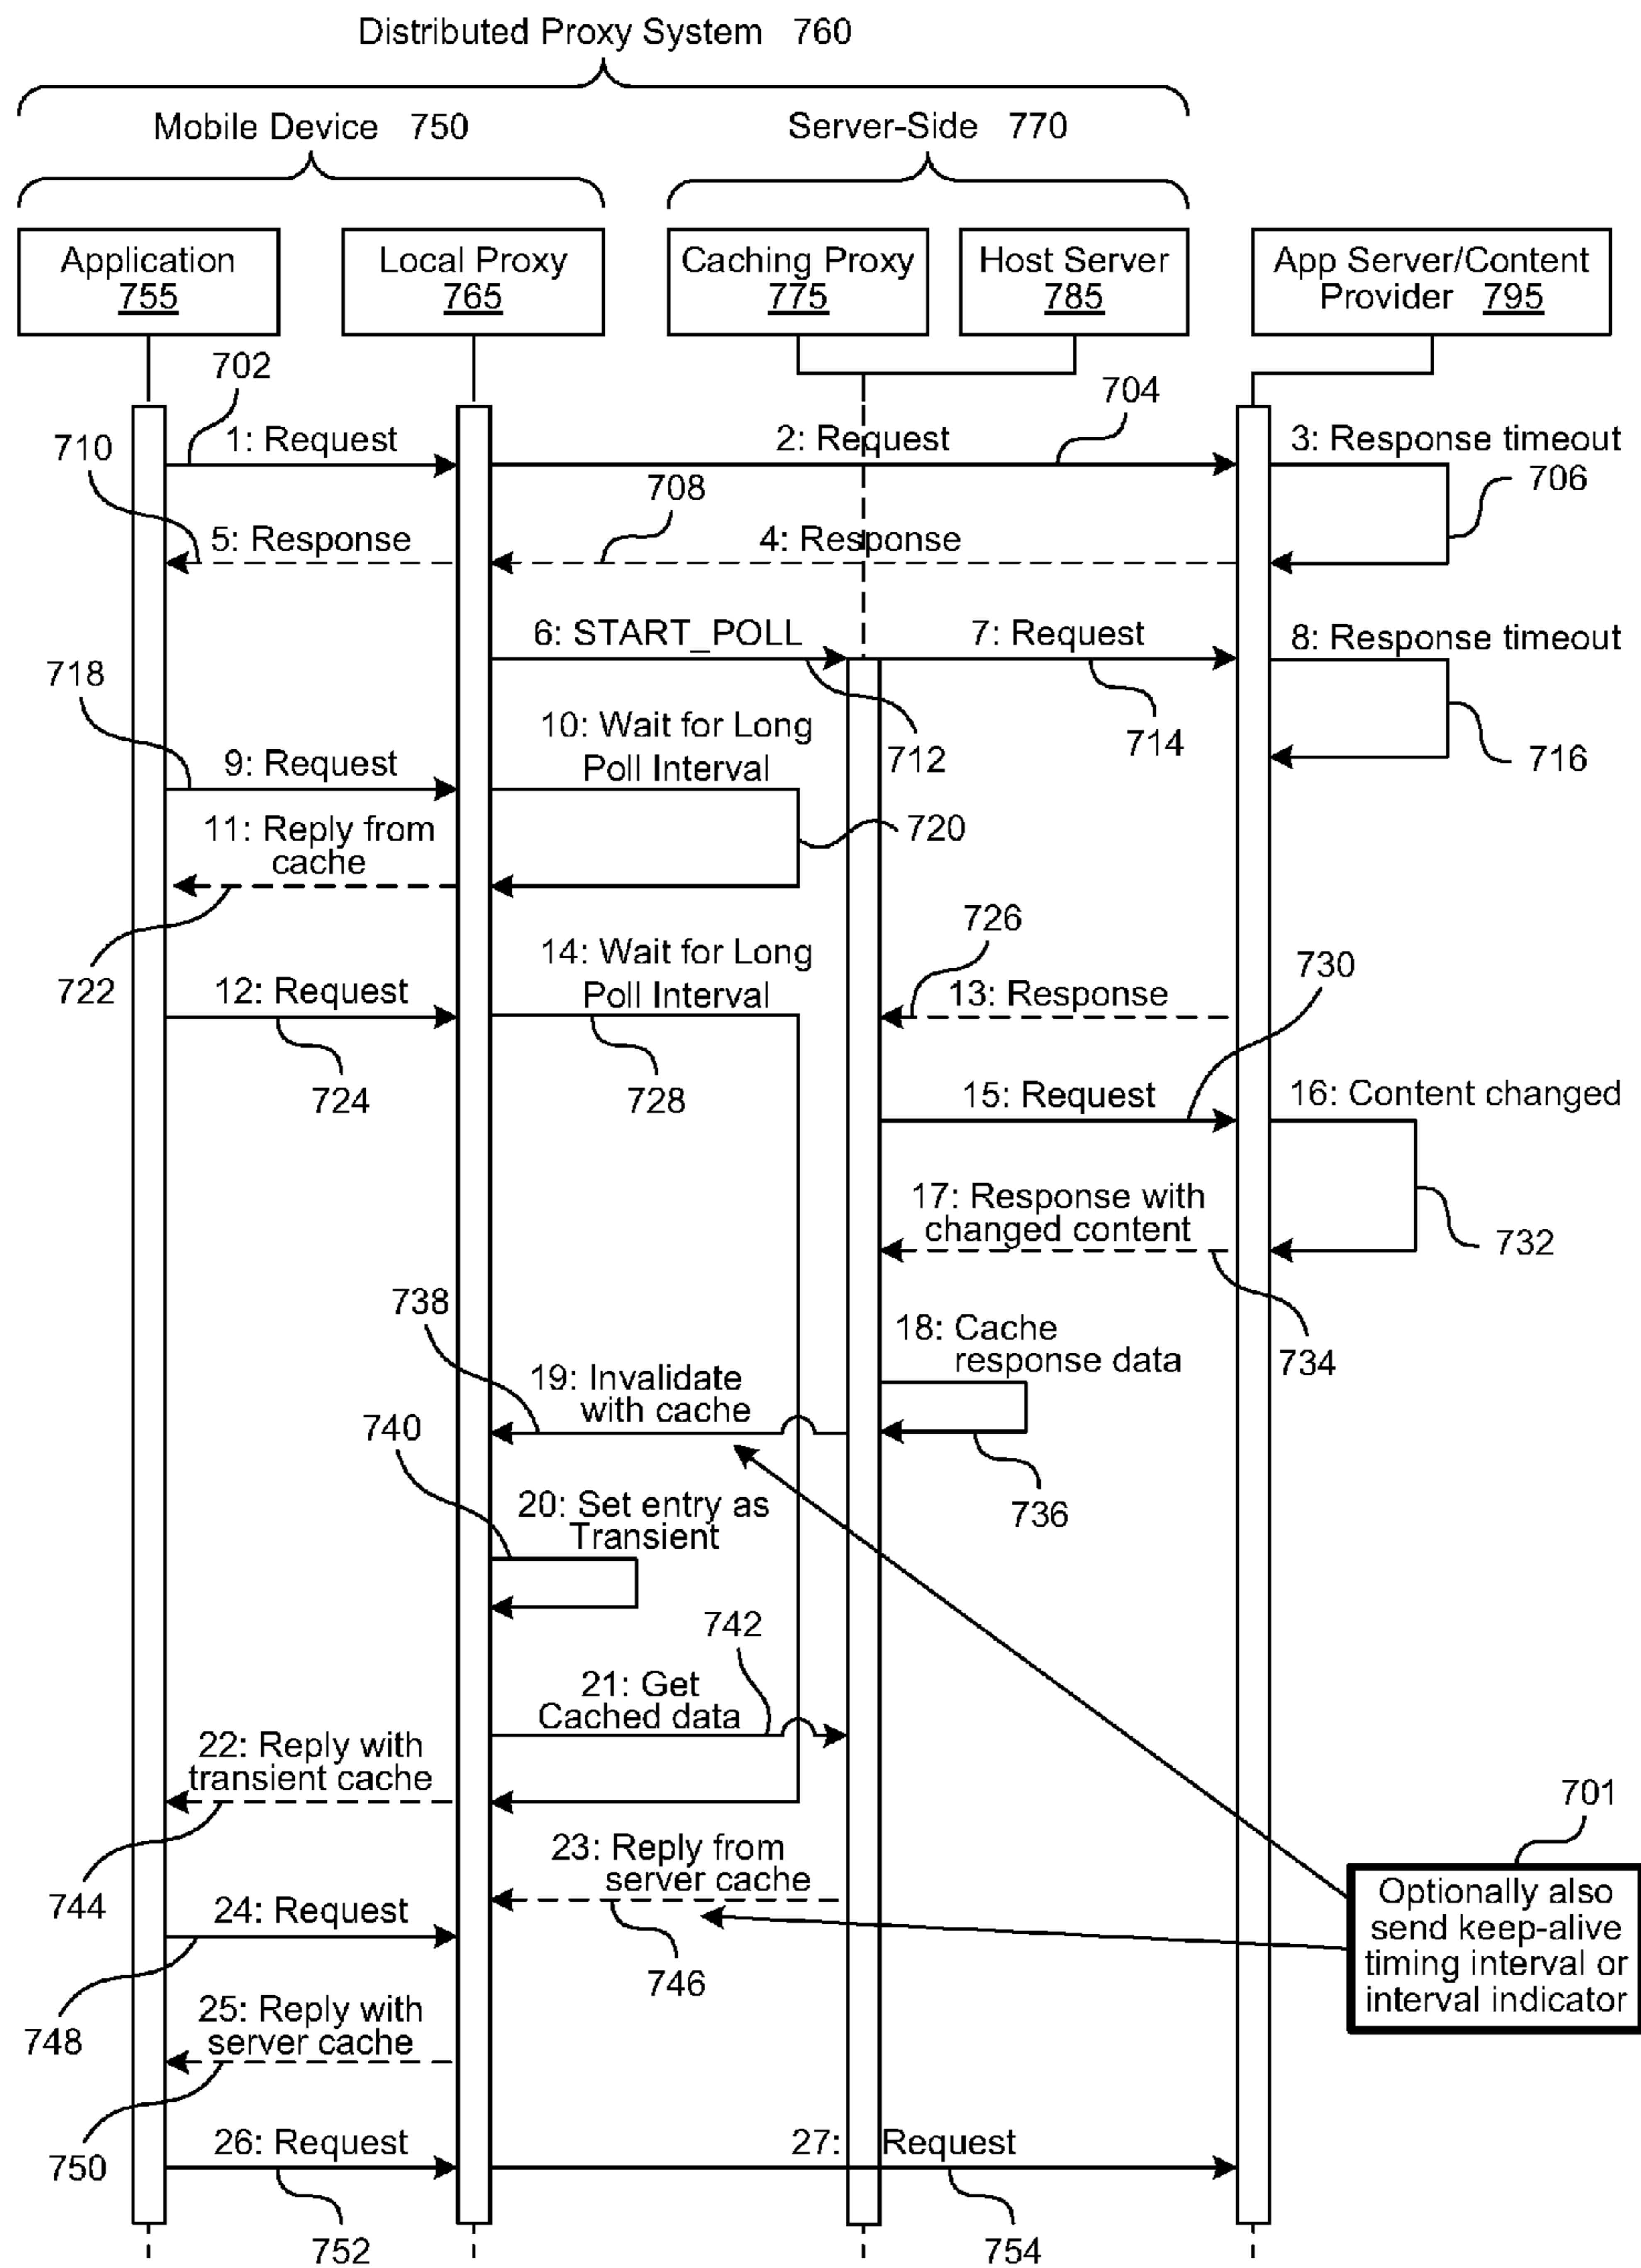 Distributed Proxy System 760
Mobile Device 750
Server-Side 770
Application
755
Local Proxy
765
Caching Proxy
775
Host Server
785
App Server/Content
Provider 795
702
704
1: Request
2: Request
3: Response timeout
710
706
708
5: Response
4: Response
6: START_POLL
7: Request
8: Response timeout
718
10: Wait for Long
Poll Interval
712
714
716
9: Request
11: Reply from
cache
720
722
726
14: Wait for Long
Poll Interval
730
12: Request
13: Response
724
728
15: Request
16: Content changed
17: Response with
changed content
732
738
18: Cache
response data
734
19: Invalidate
with cache
740
20: Set entry as
Transient
736
742
21: Get
Cached data
22: Reply with
transient cache
701
23: Reply from
server cache
744
24: Request
Optionally also
send keep-alive
timing interval or
interval indicator
746
25: Reply with
server cache
748
26: Request
27: Request
750
752
754